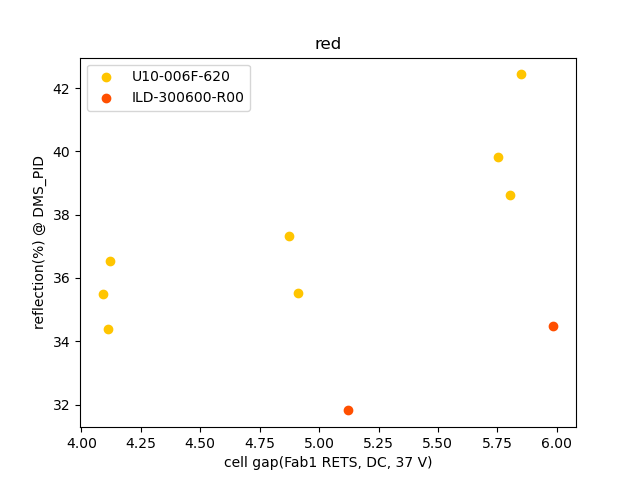 red
U10-006F-620
ILD-300600-R00
reflection(%) @ DMS_PID
42
40
38
36
34
32
4.00 4.25 4.50 4.75 5.00 5.25 5.50 5.75 6.00
cell gap(Fab1 RETS, DC, 37 V)